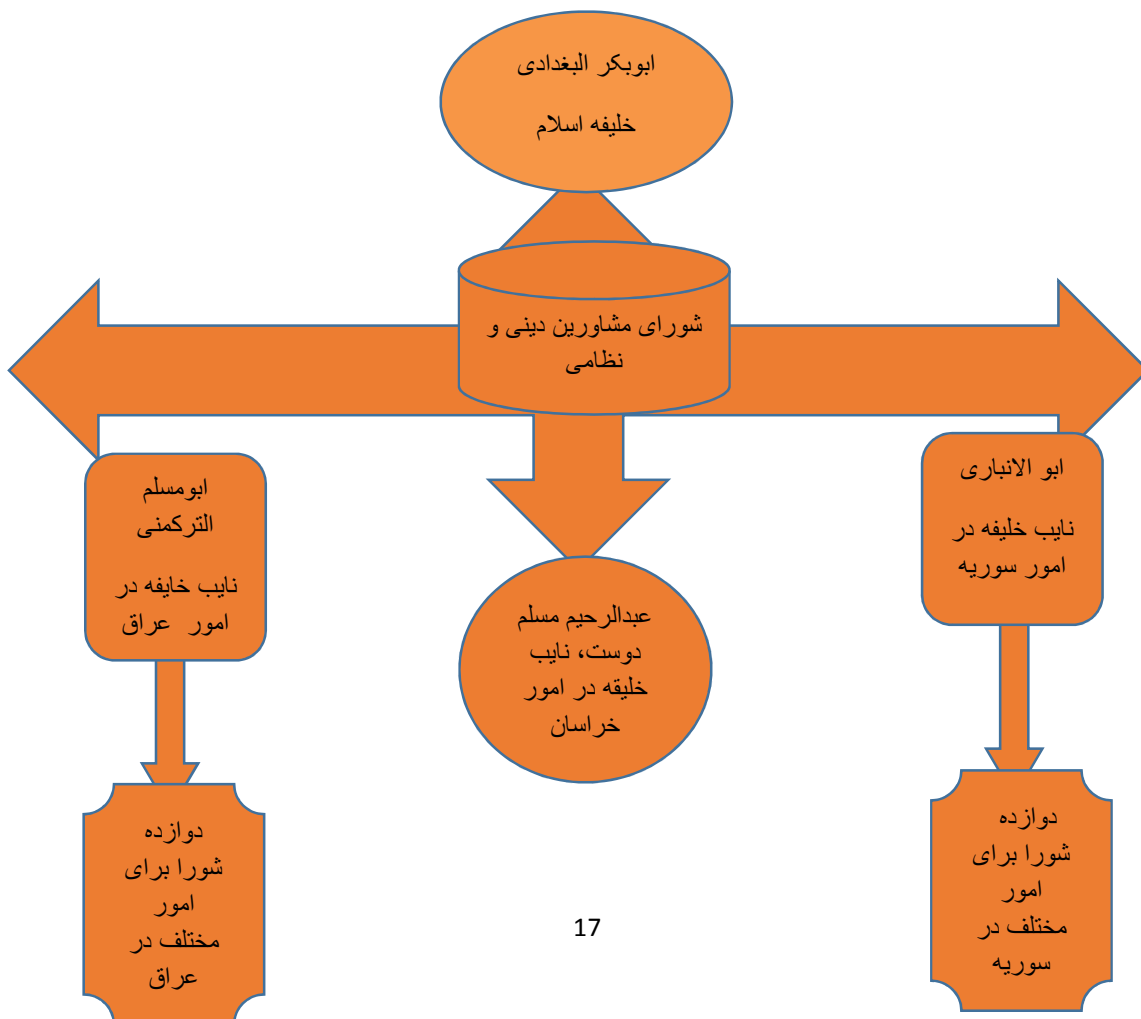 ابوبکر البغدادی
خلیفه اسلام
شورای مشاورین دینی و
نظامی
ابو الانباری
نایب خلیفه در
امور سوریه
ابومسلم
الترکمنی
نایب خایفه در
امور عراق
عبدالرحیم مسلم
دوست، نایب
خلیقه در امور
خراسان
دوازده
شورا برای
امور
مختلف در
سوریه
دوازده
شورا برای
امور
مختلف در
عراق
17